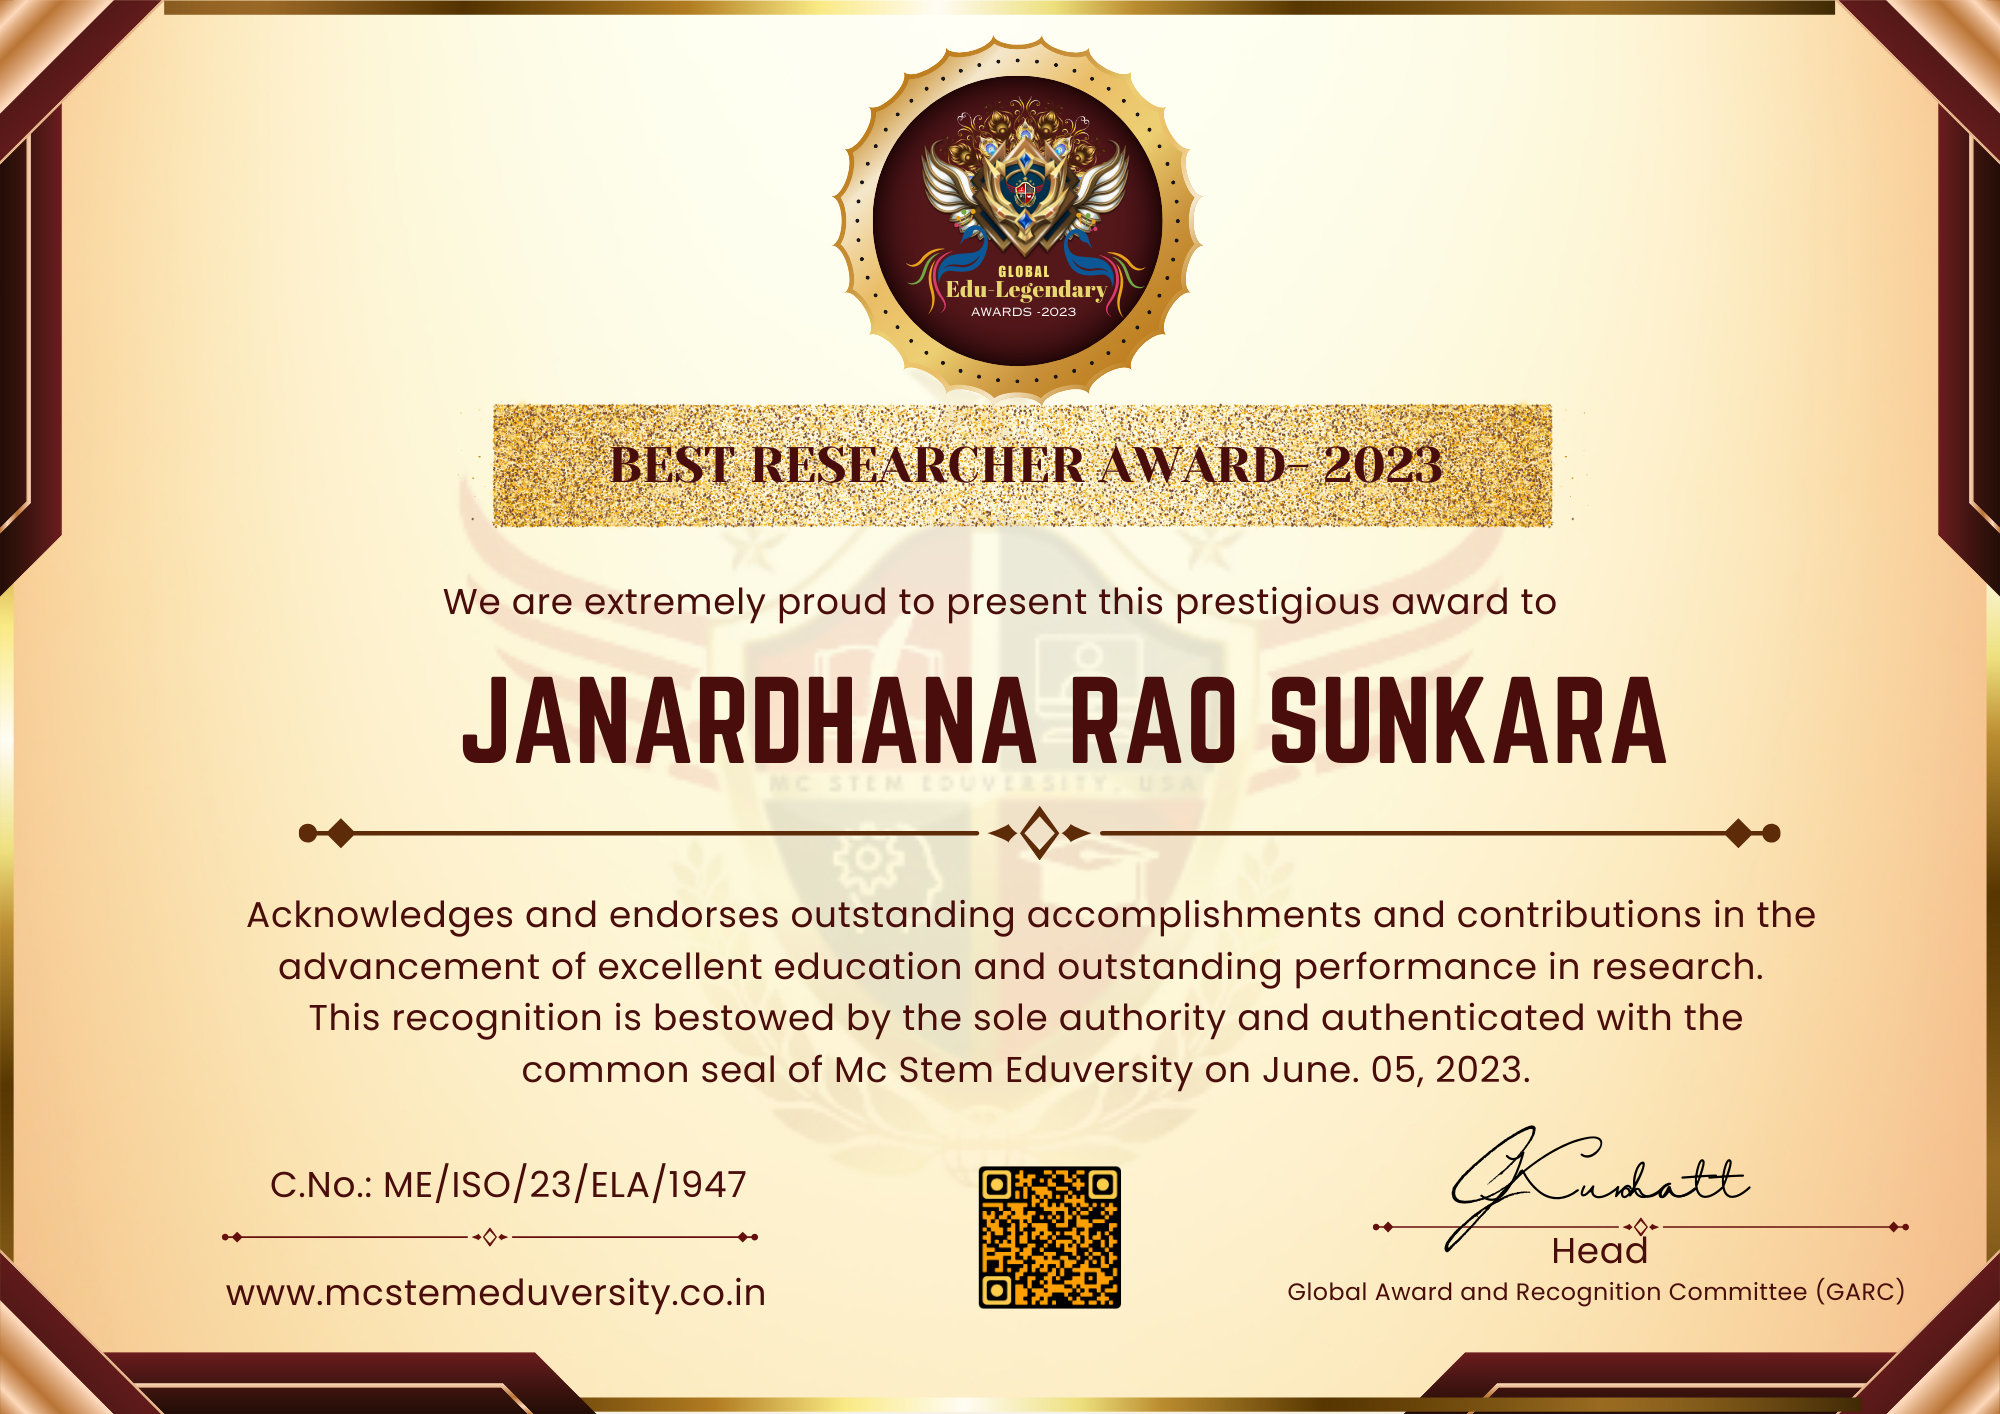 GLOBAL
Edu-Legendary
AWARDS -2023
BEST RESEARCHER AWARD- 2023
We are extremely proud to present this prestigious award to
JANARDHANA RAO SUNKARA
MC STEM EDUVERSITY, USA
Acknowledges and endorses outstanding accomplishments and contributions in the
advancement of excellent education and outstanding performance in research.
This recognition is bestowed by the sole authority and authenticated with the
common seal of Mc Stem Eduversity on June. 05, 2023.
C.No.: ME/ISO/23/ELA/1947
www.mcstemeduversity.co.in
Head
Global Award and Recognition Committee (GARC)